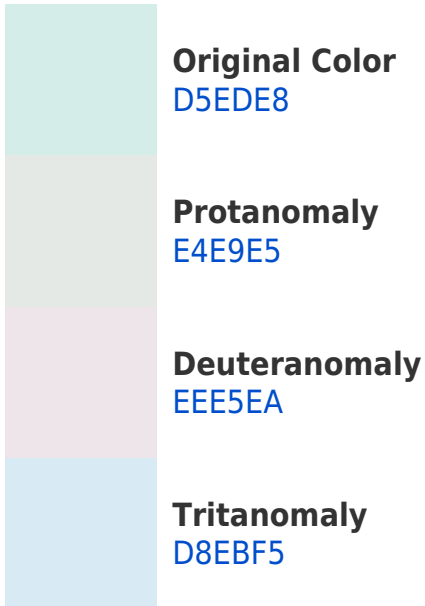 Original Color
D5EDE8
Protanomaly
E4E9E5
Deuteranomaly
EEE5EA
Tritanomaly
D8EBF5